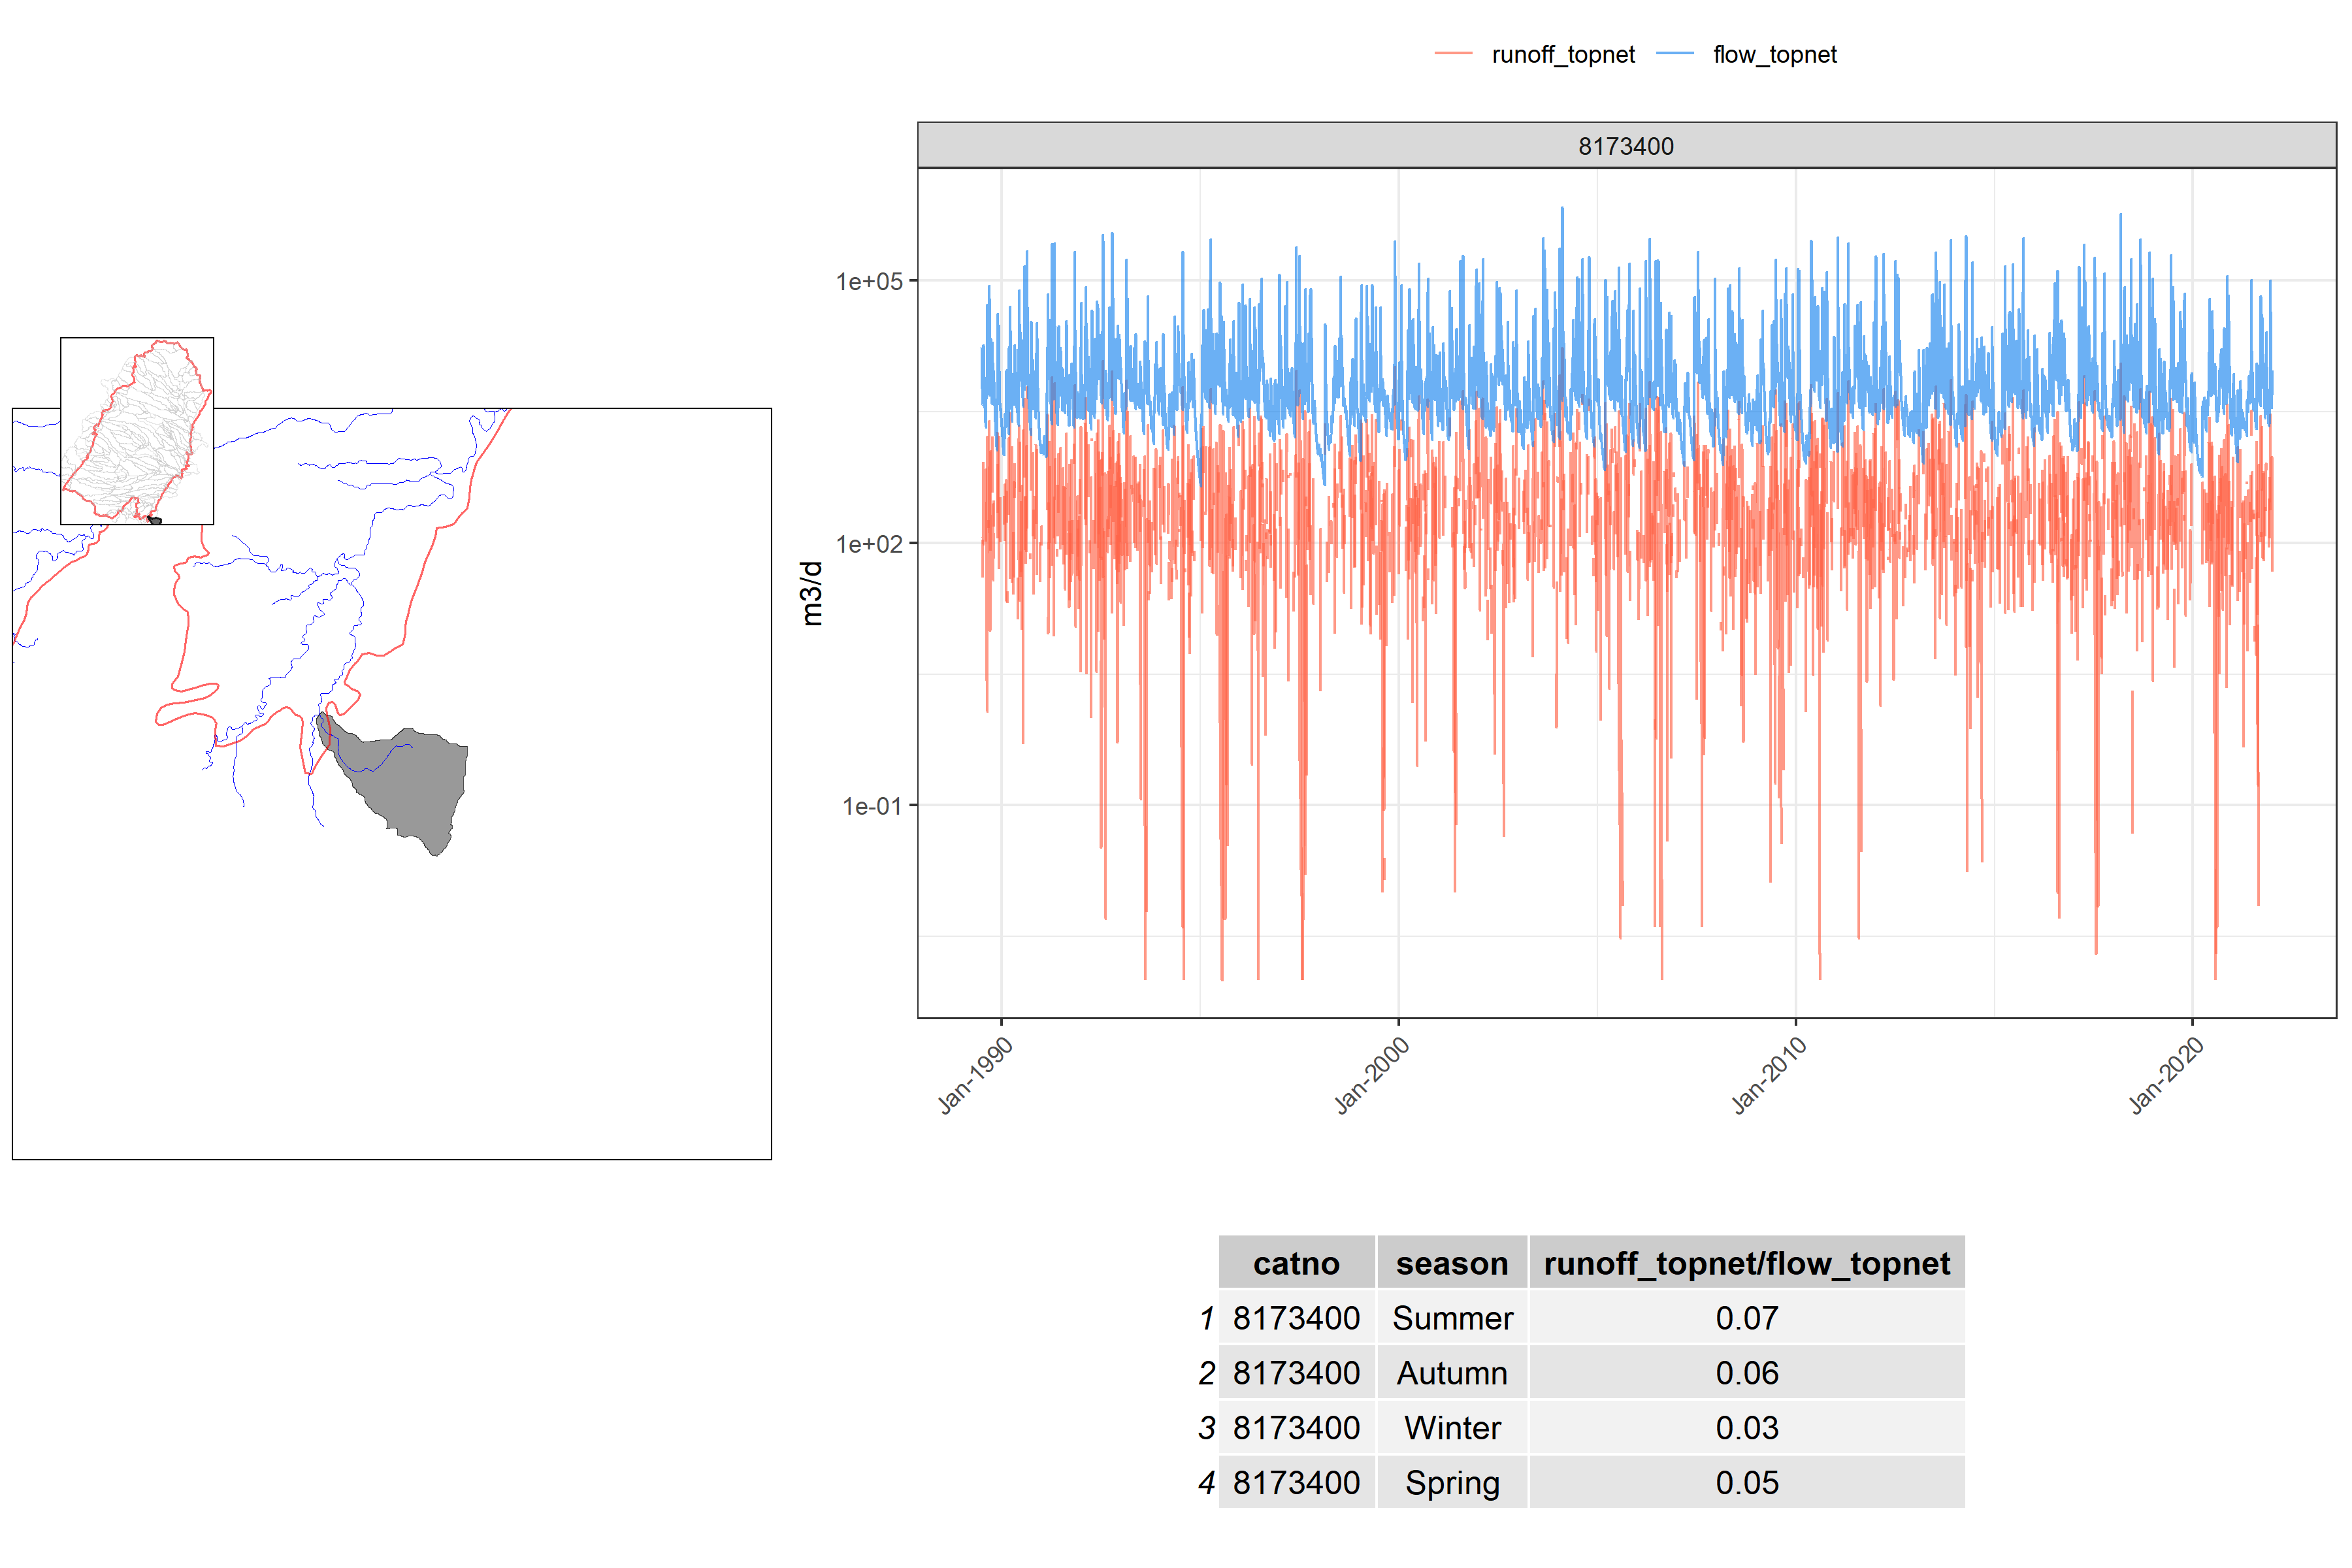 runoff_topnet flow_topnet
8173400
1e+05
1e+02
1e-01
m3/d
Jan-1990 Jan-2000 Jan-2010 Jan-2020
catno season runoff_topnet/flow_topnet
1 8173400 Summer 0.07
2 8173400 Autumn 0.06
3 8173400 Winter 0.03
4 8173400 Spring 0.05